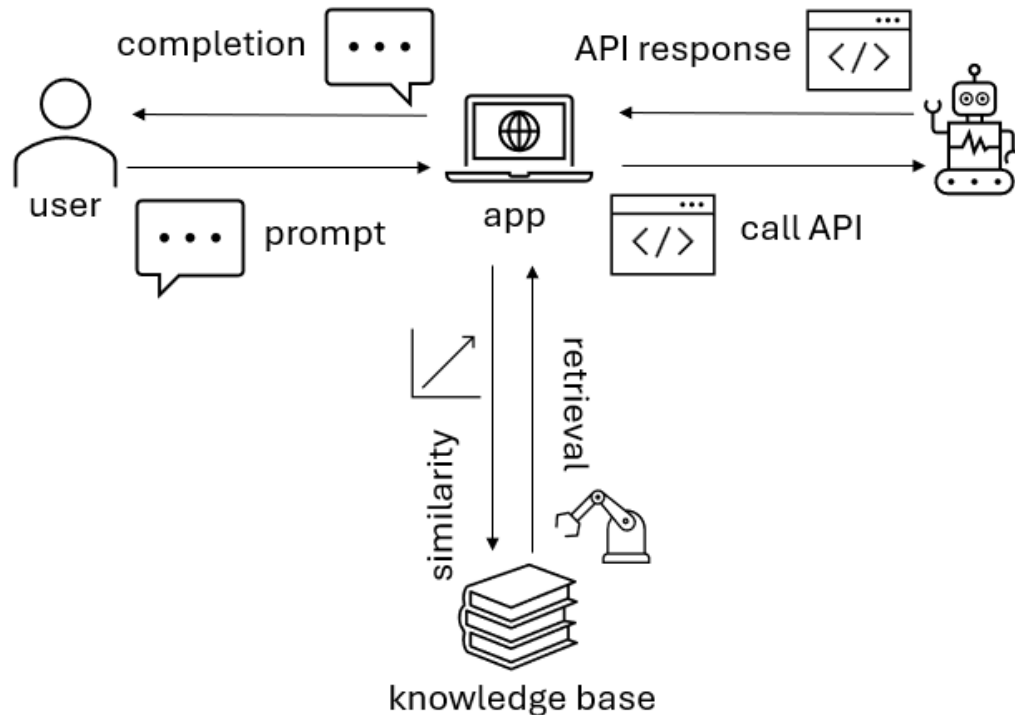 completion
API response
</>
user
prompt
app
</>
call API
similarity
retrieval
knowledge base